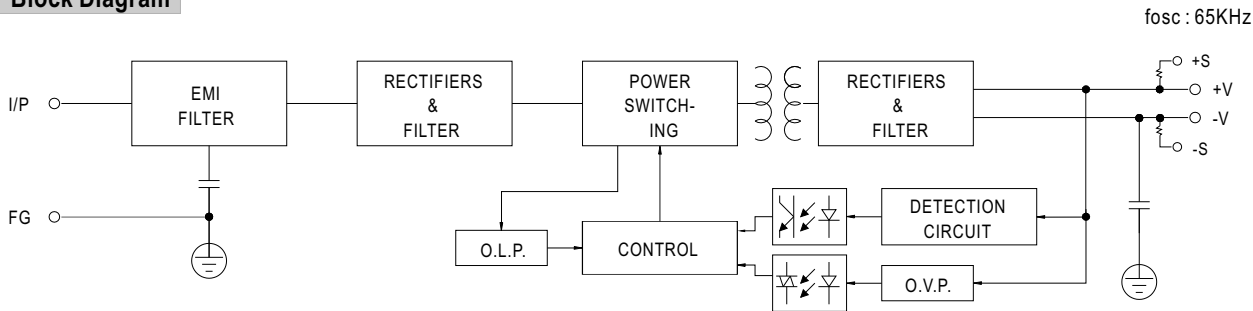 Block Diagram
fosc : 65KHz
I/P
EMI
FILTER
RECTIFIERS
&
FILTER
POWER
SWITCH-
ING
RECTIFIERS
&
FILTER
+S
+V
-V
-S
FG
O.L.P.
CONTROL
DETECTION
CIRCUIT
O.V.P.